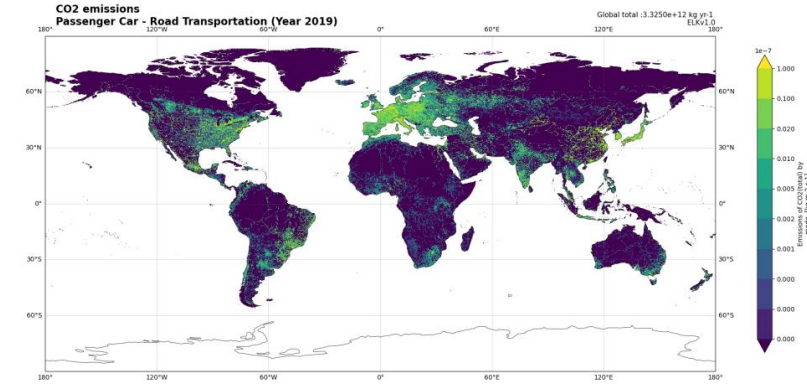 CO2 emissions
Passenger Car - Road Transportation (Year 2019)
Global total :3.3250e+12 kg yr-1
ELKv1.0
180° 120°W 60°W 0° 60°E 120°E 180°
60°N 60°N
30°N 30°N
0° 0°
30°S 30°S
60°S 60°S
180° 120°W 60°W 0° 60°E 120°E 180°
1e-7
1.000
0.100
0.020
0.010
0.005
0.002
0.001
0.000
0.000
0.000
Emissions of CO2(total) by